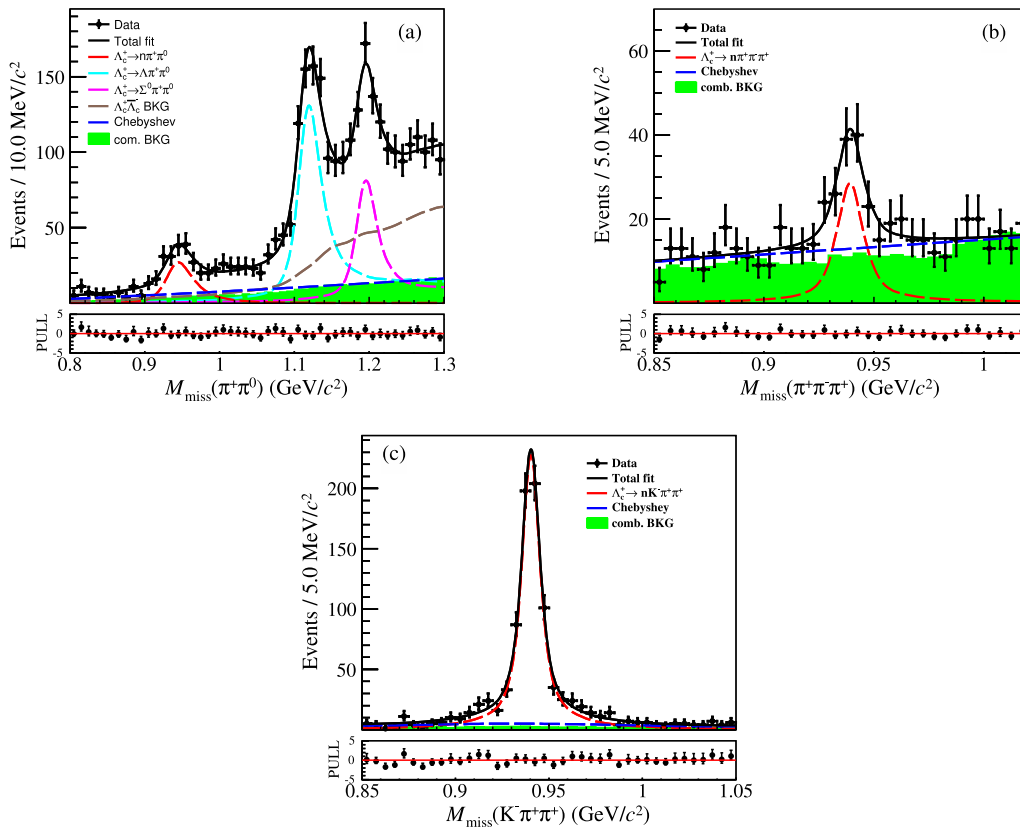 (a)
Data
Total fit
Λc⁺→nπ⁺π⁰
Λc⁺→Λπ⁺π⁰
Λc⁺→Σ⁰π⁺π⁰
Λc⁺Λ̄c⁻ BKG
Chebyshev
com. BKG
Events / 10.0 MeV/c²
150
100
50
PULL
5
0
-5
0.8 0.9 1 1.1 1.2 1.3
Mmiss(π⁺π⁰) (GeV/c²)
(b)
Data
Total fit
Λc⁺→ nπ⁺π⁻π⁺
Chebyshev
comb. BKG
Events / 5.0 MeV/c²
60
40
20
PULL
5
0
-5
0.85 0.9 0.95 1
Mmiss(π⁺π⁻π⁺) (GeV/c²)
(c)
Data
Total fit
Λc⁺→ nK⁻π⁺π⁺
Chebyshey
comb. BKG
Events / 5.0 MeV/c²
200
150
100
50
PULL
5
0
-5
0.85 0.9 0.95 1 1.05
Mmiss(K⁻π⁺π⁺) (GeV/c²)